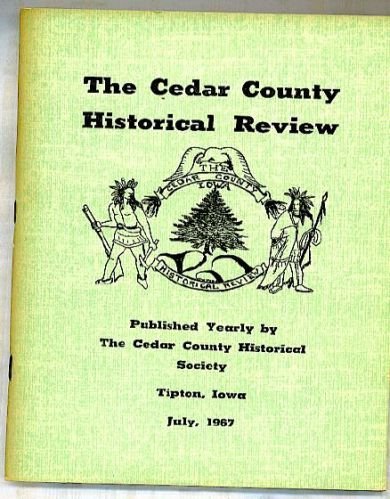 The Cedar County
Historical Review
THE
CEDAR COUNTY
IOWA
HISTORICAL REVIEW
Published Yearly by
The Cedar County Historical
Society
Tipton, Iowa
July, 1967